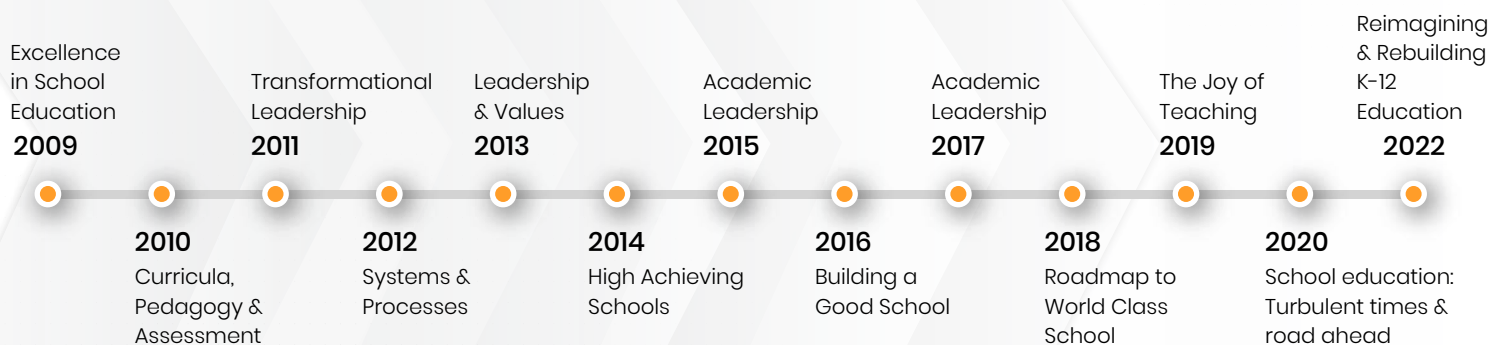 Excellence
in School
Education
2009
2010
Curricula,
Pedagogy &
Assessment
Transformational
Leadership
2011
2012
Systems &
Processes
Leadership
& Values
2013
2014
High Achieving
Schools
Academic
Leadership
2015
2016
Building a
Good School
Academic
Leadership
2017
2018
Roadmap to
World Class
School
The Joy of
Teaching
2019
2020
School education:
Turbulent times &
road ahead
Reimagining
& Rebuilding
K-12
Education
2022